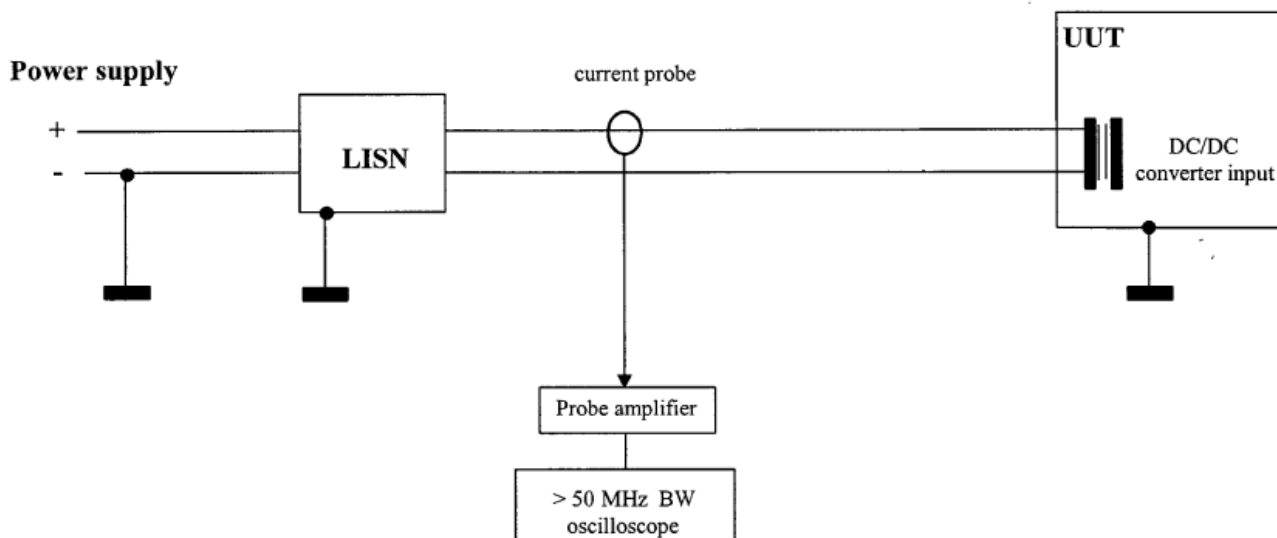 UUT
Power supply
current probe
+
-
LISN
DC/DC
converter input
Probe amplifier
> 50 MHz BW
oscilloscope